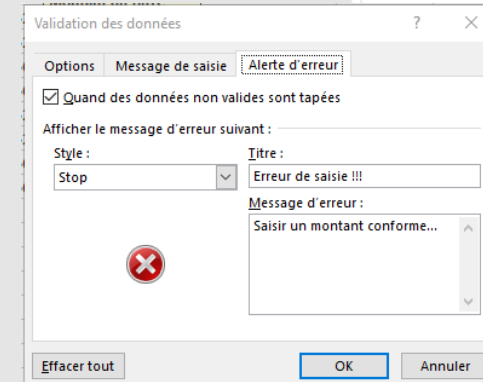 Validation des données ?
Options Message de saisie Alerte d'erreur
Quand des données non valides sont tapées
Afficher le message d'erreur suivant :
Style : Titre :
Stop Erreur de saisie !!!
Message d'erreur :
Saisir un montant conforme...
Effacer tout OK Annuler